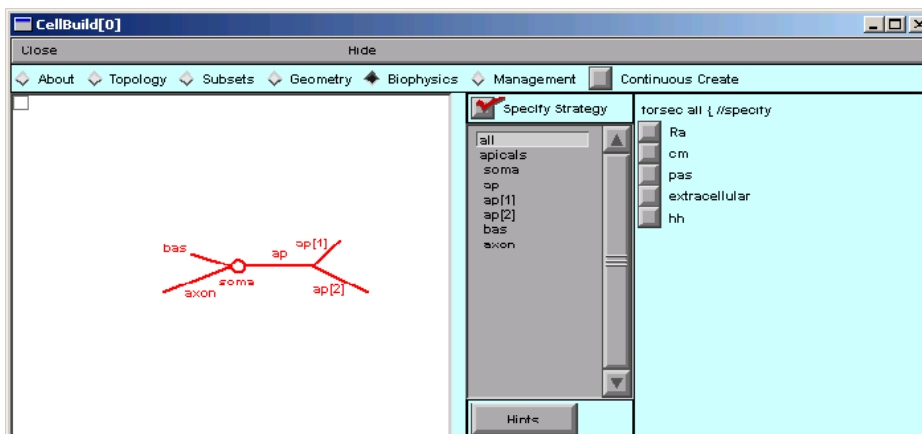 CellBuild[0]
Close Hide
About Topology Subsets Geometry Biophysics Management Continuous Create
Specify Strategy
forsec all { //specify
all
apicals
soma
ap
ap[1]
ap[2]
bas
axon
Ra
cm
pas
extracellular
hh
bas
ap
ap[1]
soma
axon
ap[2]
Hints